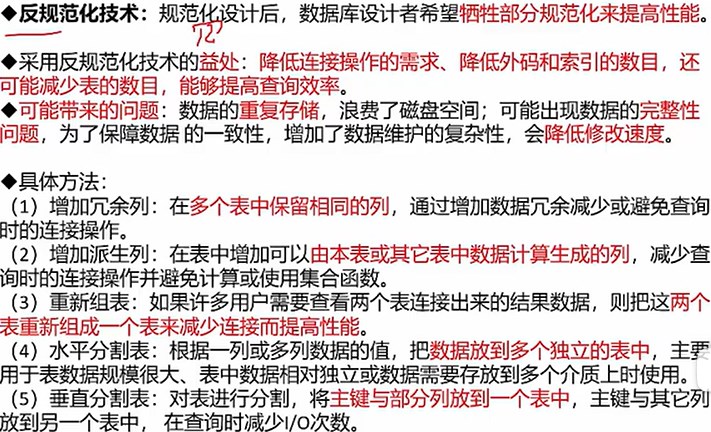 ◆反规范化技术：规范化设计后，数据库设计者希望牺牲部分规范化来提高性能。
◆采用反规范化技术的益处：降低连接操作的需求、降低外码和索引的数目，还
可能减少表的数目，能够提高查询效率。
◆可能带来的问题：数据的重复存储，浪费了磁盘空间；可能出现数据的完整性
问题，为了保障数据 的一致性，增加了数据维护的复杂性，会降低修改速度。
◆具体方法：
（1）增加冗余列：在多个表中保留相同的列，通过增加数据冗余减少或避免查询
时的连接操作。
（2）增加派生列：在表中增加可以由本表或其它表中数据计算生成的列，减少查
询时的连接操作并避免计算或使用集合函数。
（3）重新组表：如果许多用户需要查看两个表连接出来的结果数据，则把这两个
表重新组成一个表来减少连接而提高性能。
（4）水平分割表：根据一列或多列数据的值，把数据放到多个独立的表中，主要
用于表数据规模很大、表中数据相对独立或数据需要存放到多个介质上时使用。
（5）垂直分割表：对表进行分割，将主键与部分列放到一个表中，主键与其它列
放到另一个表中， 在查询时减少I/O次数。